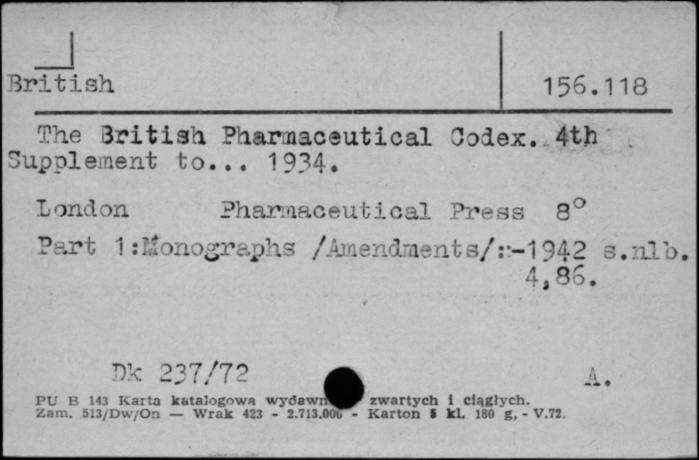 British 156.118
The British Pharmaceutical Codex. 4th
Supplement to... 1934.
London Pharmaceutical Press 8°
Part 1:Monographs /Amendments/:-1942 s.nlb.
4,86.
Dk 237/72 A.
PU B 143 Karta katalogowa zwartych i ciągłych.
Zam. 513/Dw/On — Wrak 423 - 2.713.000 - Karton 5 kl. 180 g, - V.72.